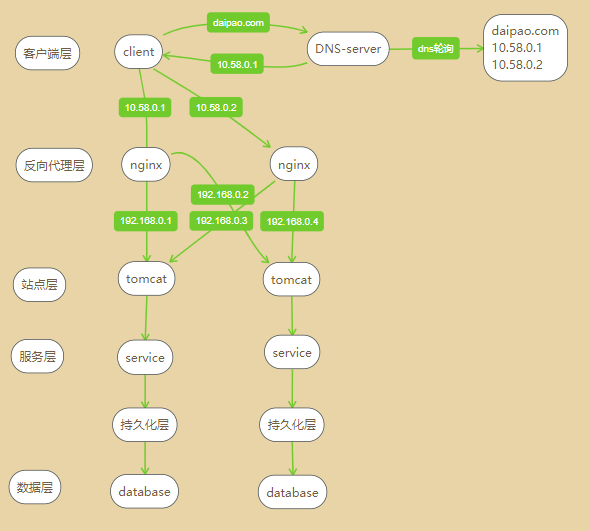 daipao.com
daipao.com
客户端层
client
DNS-server
dns轮询
10.58.0.1
10.58.0.2
10.58.0.1
10.58.0.1
10.58.0.2
反向代理层
nginx
nginx
192.168.0.2
192.168.0.1
192.168.0.3
192.168.0.4
站点层
tomcat
tomcat
服务层
service
service
持久化层
持久化层
数据层
database
database